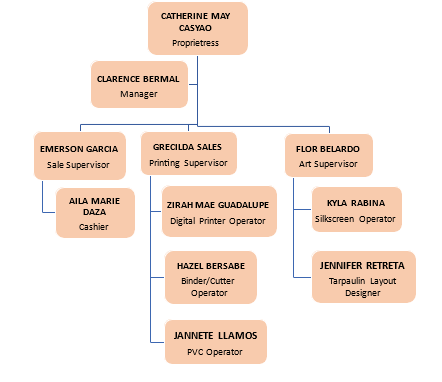 CATHERINE MAY
CASYAO
Proprietress
CLARENCE BERMAL
Manager
EMERSON GARCIA
Sale Supervisor
GRECILDA SALES
Printing Supervisor
FLOR BELARDO
Art Supervisor
AILA MARIE
DAZA
Cashier
ZIRAH MAE GUADALUPE
Digital Printer Operator
KYLA RABINA
Silkscreen Operator
HAZEL BERSABE
Binder/Cutter
Operator
JENNIFER RETRETA
Tarpaulin Layout
Designer
JANNETE LLAMOS
PVC Operator